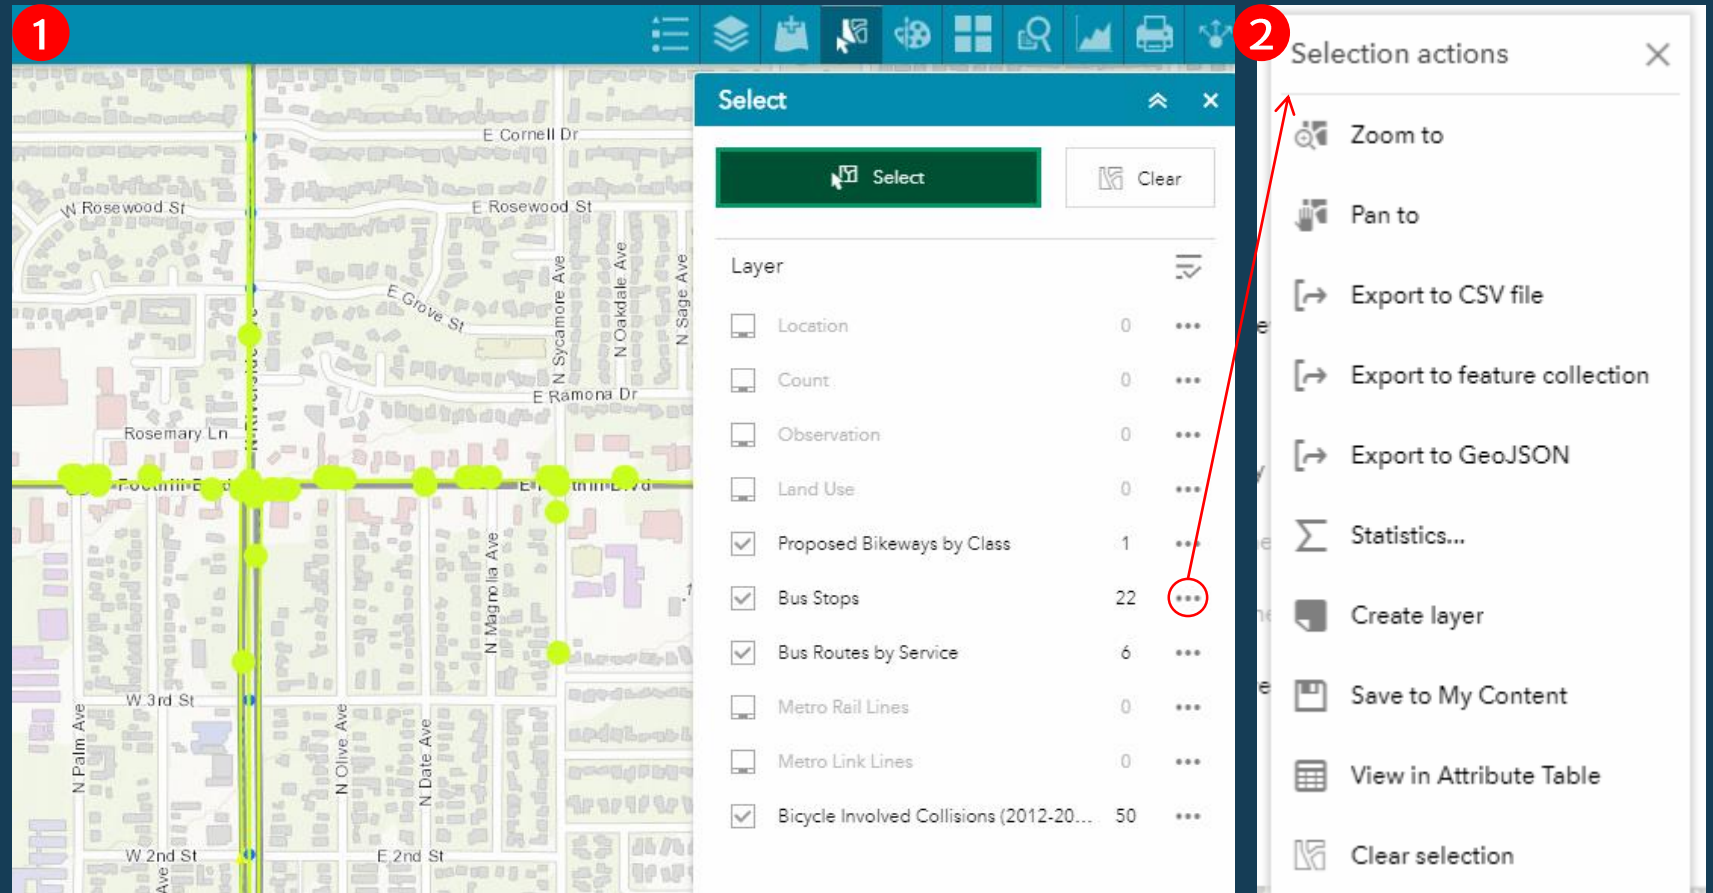 1
E Cornell Dr
W Rosewood St
E Rosewood St
E Grove St
N Sycamore Ave
N Oakdale Ave
N Sage Ave
E Ramona Dr
Rosemary Ln
N Magnolia Ave
W 3rd St
N Palm Ave
N Olive Ave
N Date Ave
W 2nd St
E 2nd St
Ave
Select
Select
Clear
Layer
Location 0
Count 0
Observation 0
Land Use 0
Proposed Bikeways by Class 1
Bus Stops 22
Bus Routes by Service 6
Metro Rail Lines 0
Metro Link Lines 0
Bicycle Involved Collisions (2012-20... 50
2
Selection actions
Zoom to
Pan to
Export to CSV file
Export to feature collection
Export to GeoJSON
Statistics...
Create layer
Save to My Content
View in Attribute Table
Clear selection